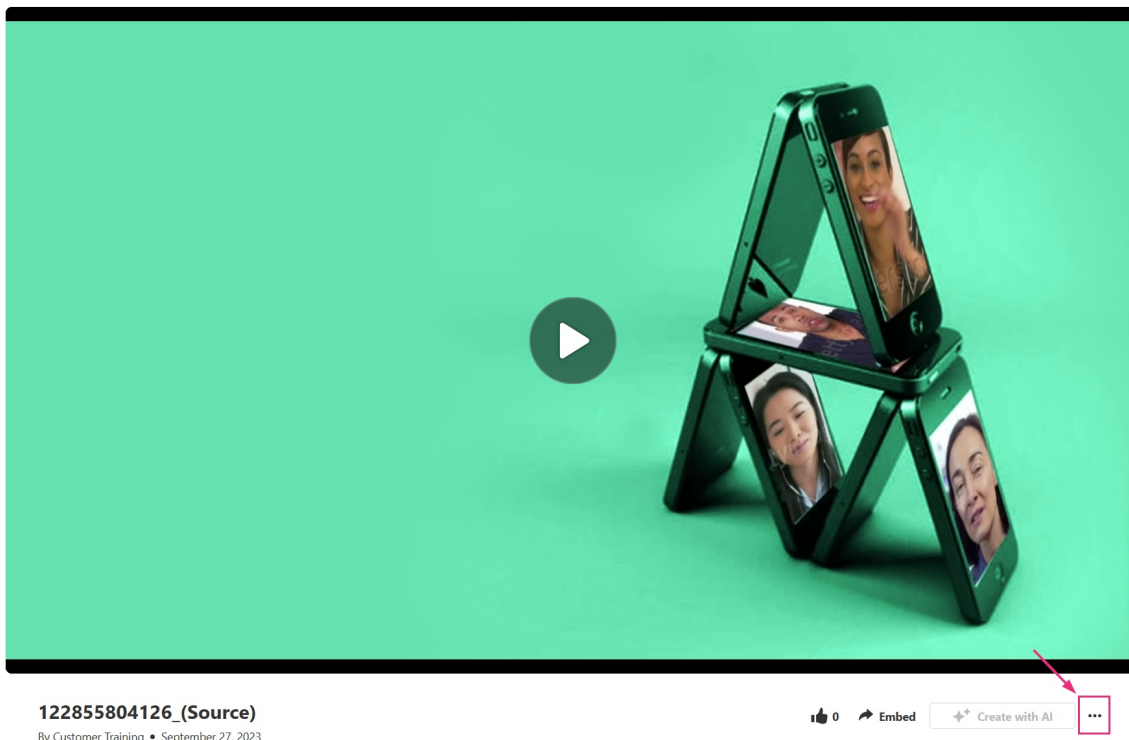 122855804126_(Source)
0 Embed Create with AI
By Customer Training • September 27, 2023